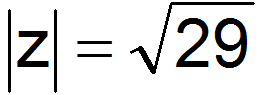 |z| = √29